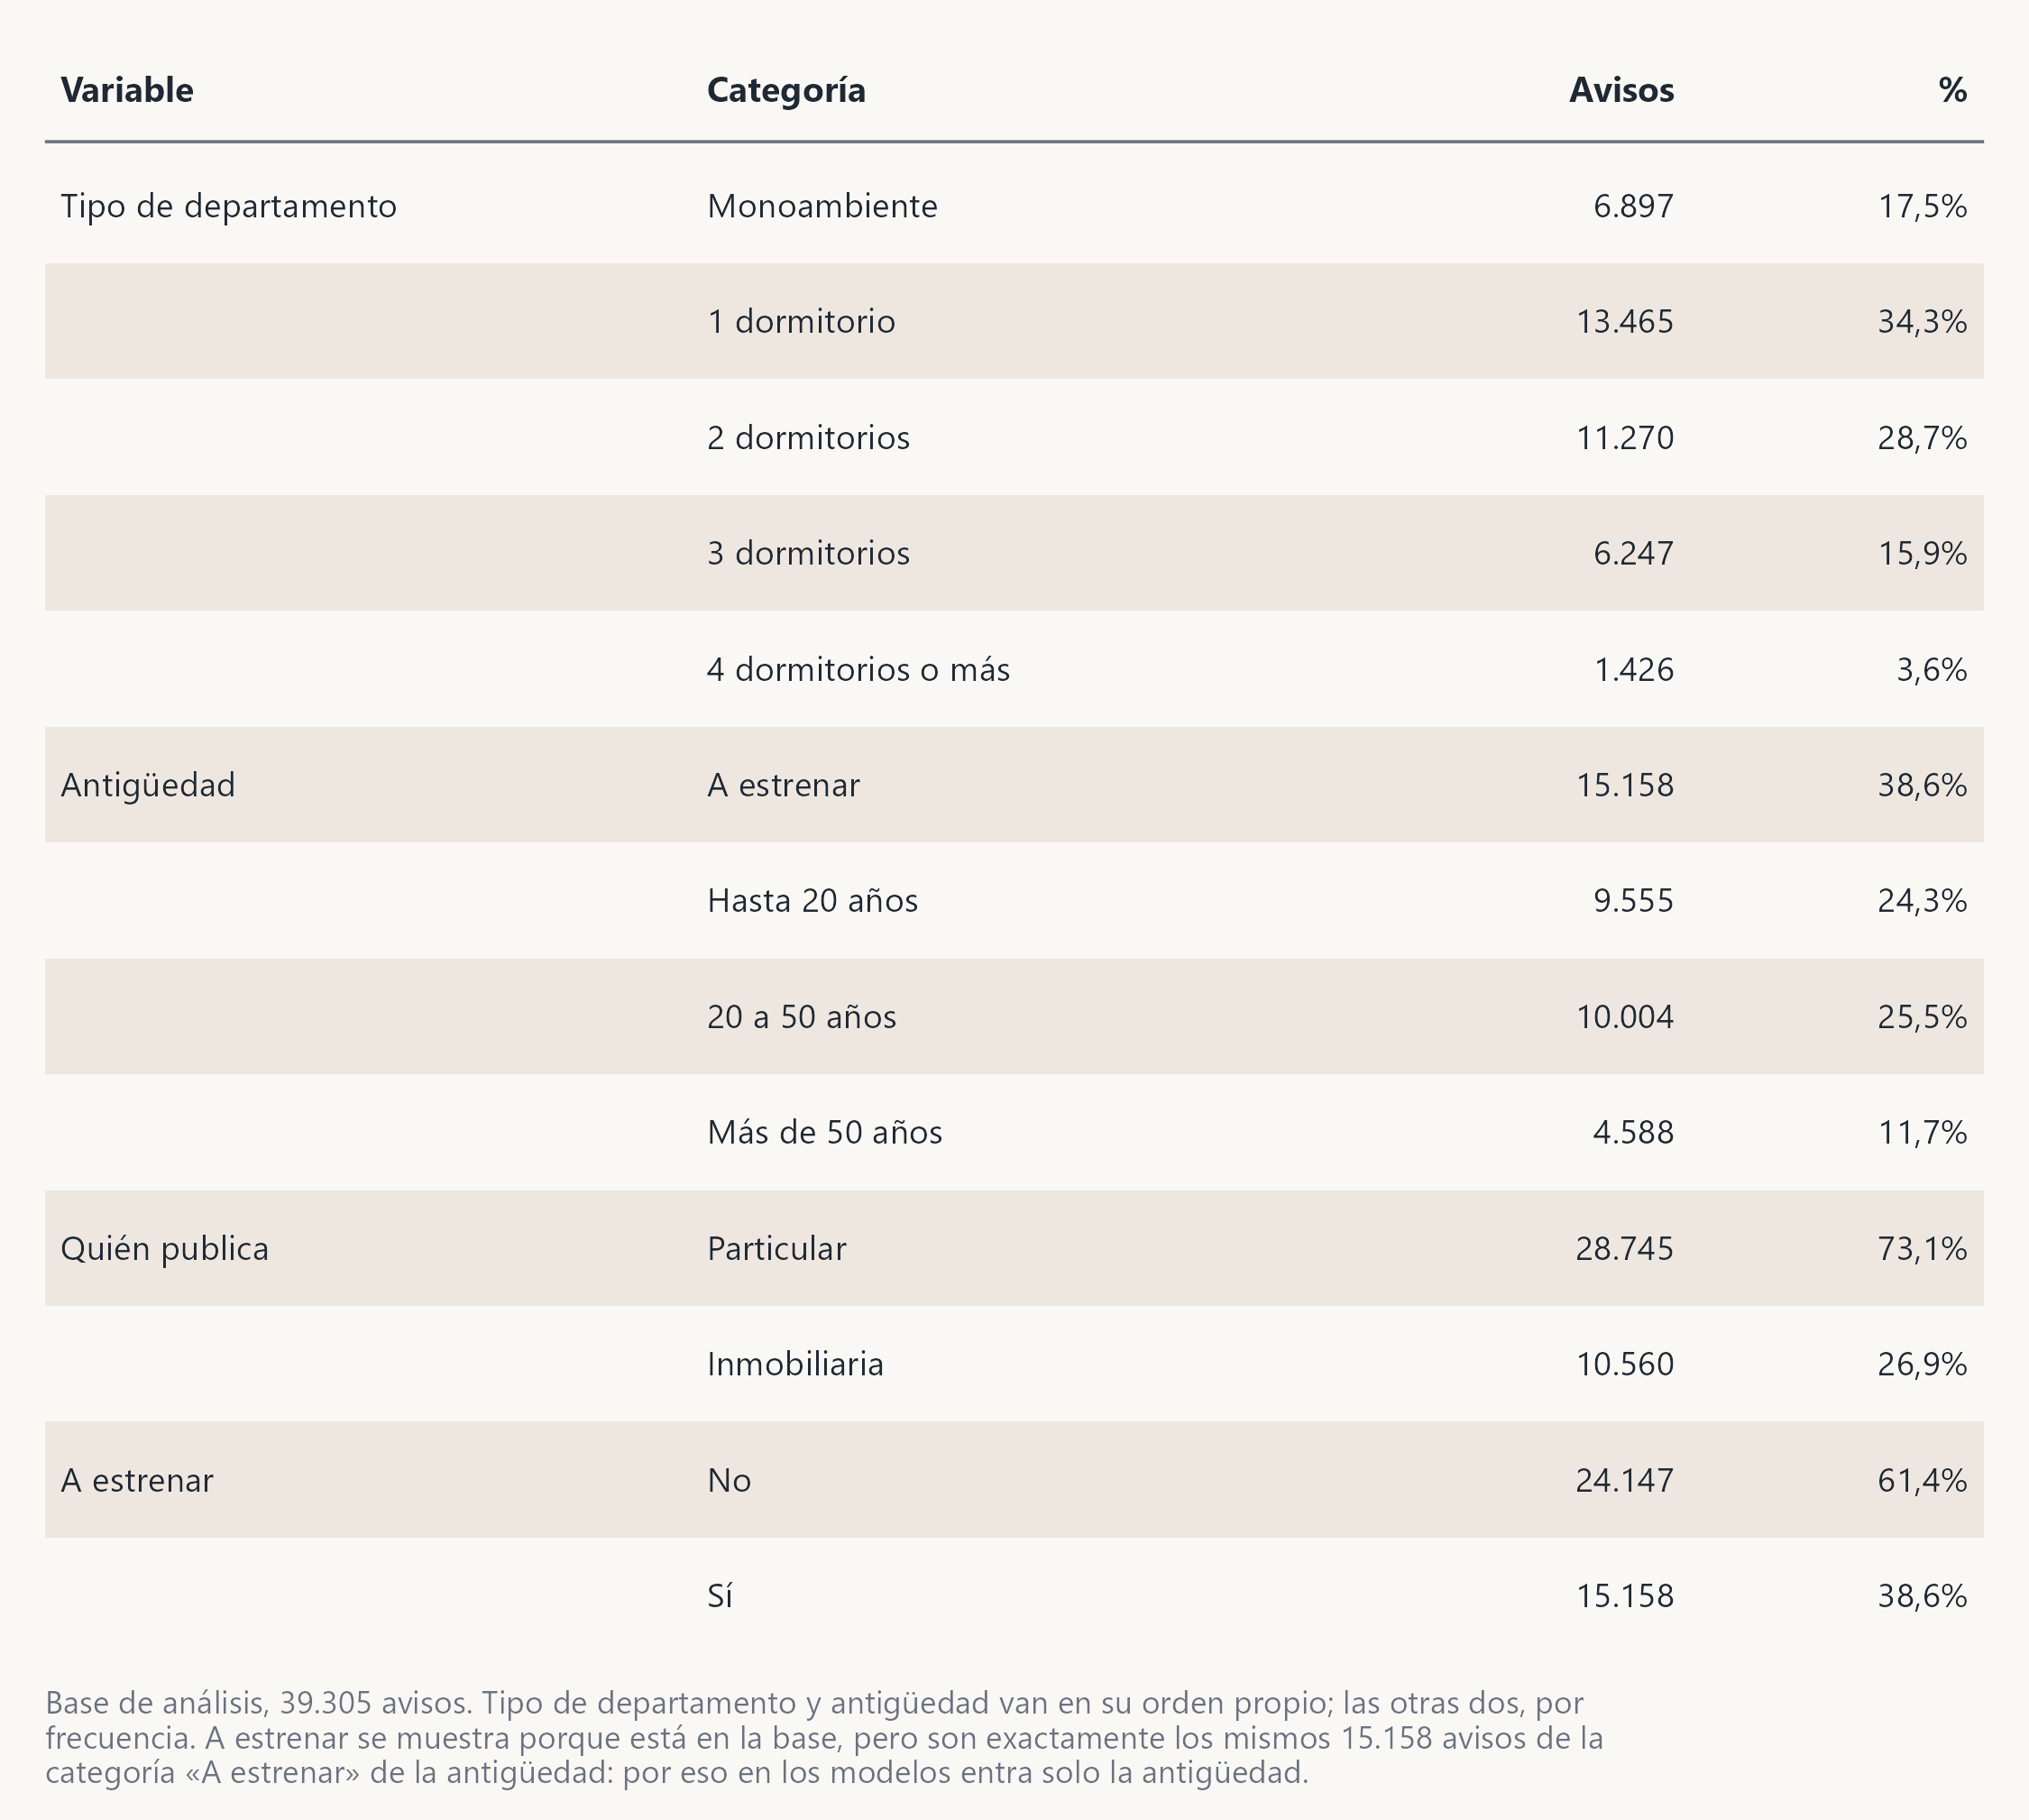 Variable Categoría Avisos %
Tipo de departamento Monoambiente 6.897 17,5%
1 dormitorio 13.465 34,3%
2 dormitorios 11.270 28,7%
3 dormitorios 6.247 15,9%
4 dormitorios o más 1.426 3,6%
Antigüedad A estrenar 15.158 38,6%
Hasta 20 años 9.555 24,3%
20 a 50 años 10.004 25,5%
Más de 50 años 4.588 11,7%
Quién publica Particular 28.745 73,1%
Inmobiliaria 10.560 26,9%
A estrenar No 24.147 61,4%
Sí 15.158 38,6%
Base de análisis, 39.305 avisos. Tipo de departamento y antigüedad van en su orden propio; las otras dos, por
frecuencia. A estrenar se muestra porque está en la base, pero son exactamente los mismos 15.158 avisos de la
categoría «A estrenar» de la antigüedad: por eso en los modelos entra solo la antigüedad.